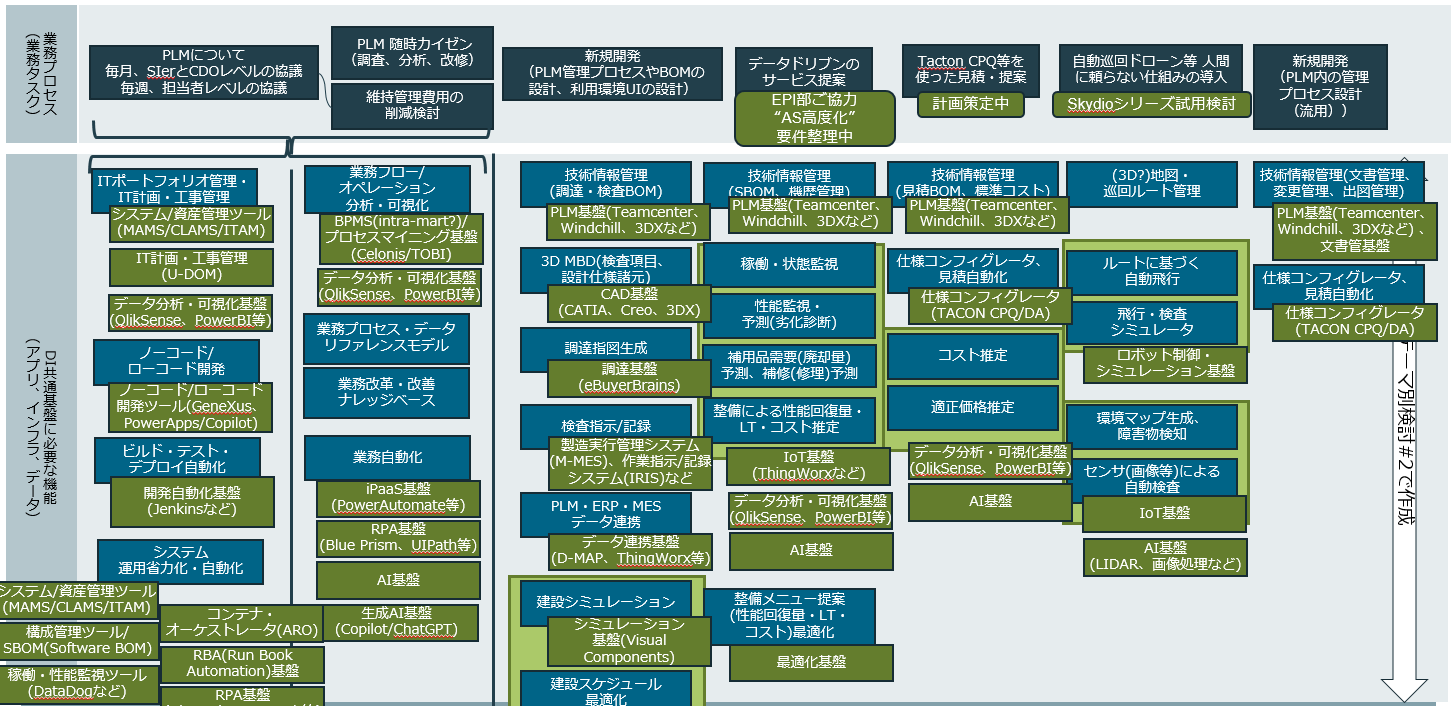 業務プロセス
（業務タスク）
PLMについて
毎月、SIerとCDOレベルの協議
毎週、担当者レベルの協議
PLM 随時カイゼン
（調査、分析、改修）
維持管理費用の
削減検討
新規開発
（PLM管理プロセスやBOMの
設計、利用環境UIの設計）
データドリブンの
サービス提案
EPI部ご協力
“AS高度化”
要件整理中
Tacton CPQ等を
使った見積・提案
計画策定中
自動巡回ドローン等 人間
に頼らない仕組みの導入
Skydioシリーズ試用検討
新規開発
（PLM内の管理
プロセス設計
（流用））
DI共通基盤に必要な機能
（アプリ、インフラ、データ）
ITポートフォリオ管理・
IT計画・工事管理
システム/資産管理ツール
(MAMS/CLAMS/ITAM)
IT計画・工事管理
(U-DOM)
データ分析・可視化基盤
(QlikSense、PowerBI等)
ノーコード/
ローコード開発
ノーコード/ローコード
開発ツール(GeneXus、
PowerApps/Copilot)
ビルド・テスト・
デプロイ自動化
開発自動化基盤
(Jenkinsなど)
システム
運用省力化・自動化
システム/資産管理ツール
(MAMS/CLAMS/ITAM)
構成管理ツール/
SBOM(Software BOM)
稼働・性能監視ツール
(DataDogなど)
コンテナ・
オーケストレータ(ARO)
RBA(Run Book
Automation)基盤
RPA基盤
業務フロー/
オペレーション
分析・可視化
BPMS(intra-mart?)/
プロセスマイニング基盤
(Celonis/TOBI)
データ分析・可視化基盤
(QlikSense、PowerBI等)
業務プロセス・データ
リファレンスモデル
業務改革・改善
ナレッジベース
業務自動化
iPaaS基盤
(PowerAutomate等)
RPA基盤
(Blue Prism、UIPath等)
AI基盤
生成AI基盤
(Copilot/ChatGPT)
技術情報管理
(調達・検査BOM)
PLM基盤(Teamcenter、
Windchill、3DXなど)
3D MBD(検査項目、
設計仕様諸元)
CAD基盤
(CATIA、Creo、3DX)
調達指図生成
調達基盤
(eBuyerBrains)
検査指示/記録
製造実行管理システム
(M-MES)、作業指示/記録
システム(IRIS)など
PLM・ERP・MES
データ連携
データ連携基盤
(D-MAP、ThingWorx等)
建設シミュレーション
シミュレーション
基盤(Visual
Components)
建設スケジュール
最適化
技術情報管理
(SBOM、機歴管理)
PLM基盤(Teamcenter、
Windchill、3DXなど)
稼働・状態監視
性能監視・
予測(劣化診断)
補用品需要(廃却量)
予測、補修(修理)予測
整備による性能回復量・
LT・コスト推定
IoT基盤
(ThingWorxなど)
データ分析・可視化基盤
(QlikSense、PowerBI等)
AI基盤
整備メニュー提案
(性能回復量・LT・
コスト)最適化
最適化基盤
技術情報管理
(見積BOM、標準コスト)
PLM基盤(Teamcenter、
Windchill、3DXなど)
仕様コンフィグレータ、
見積自動化
仕様コンフィグレータ
(TACON CPQ/DA)
コスト推定
適正価格推定
データ分析・可視化基盤
(QlikSense、PowerBI等)
AI基盤
(3D?)地図・
巡回ルート管理
ルートに基づく
自動飛行
飛行・検査
シミュレータ
ロボット制御・
シミュレーション基盤
環境マップ生成、
障害物検知
センサ(画像等)による
自動検査
IoT基盤
AI基盤
(LIDAR、画像処理など)
技術情報管理(文書管理、
変更管理、出図管理)
PLM基盤(Teamcenter、
Windchill、3DXなど) 、
文書管基盤
仕様コンフィグレータ、
見積自動化
仕様コンフィグレータ
(TACON CPQ/DA)
ーマ別検討#2で作成